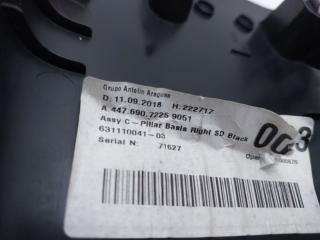 Grupo Antolin Aragusa
D. 11.09.2018 H:222717
A.447.690.7225 9051
Assy C-Pillar Basis Right SD Black
631110041-03
Serial N: 71627
003